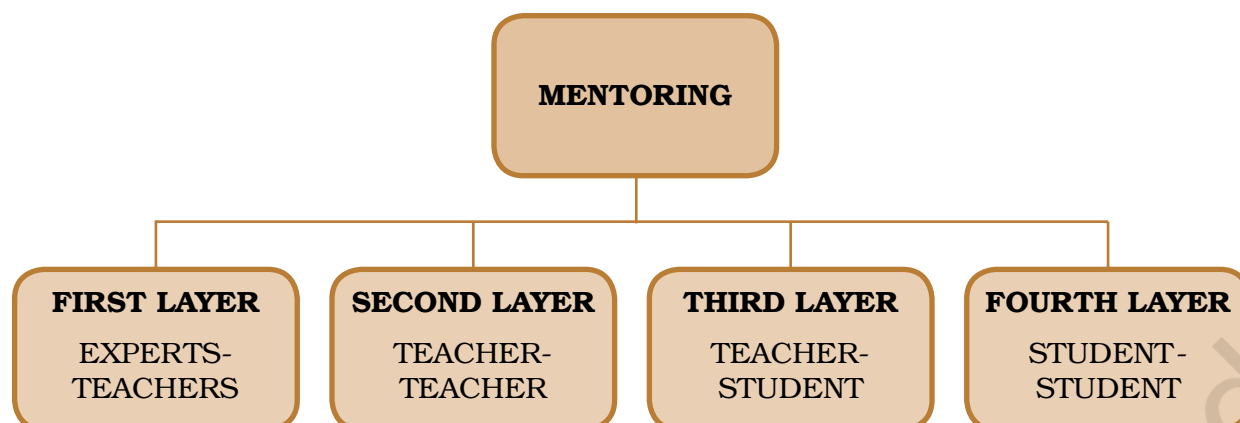 MENTORING
FIRST LAYER
EXPERTS-
TEACHERS
SECOND LAYER
TEACHER-
TEACHER
THIRD LAYER
TEACHER-
STUDENT
FOURTH LAYER
STUDENT-
STUDENT